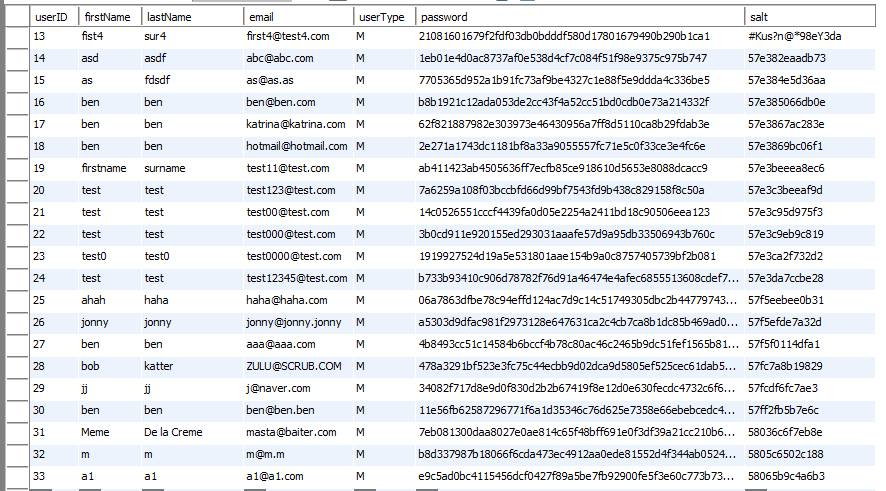 userID firstName lastName email userType password salt
13 fist4 sur4 first4@test4.com M 21081601679f2fdf03db0bdddf580d17801679490b290b1ca1 #Kus?n@*98eY3da
14 asd asdf abc@abc.com M 1eb01e4d0ac8737af0e538d4cf7c084f51f98e9375c975b747 57e382eaadb73
15 as fdsdf as@as.as M 7705365d952a1b91fc73af9be4327c1e88f5e9ddda4c336be5 57e384e5d36aa
16 ben ben ben@ben.com M b8b1921c12ada053de2cc43f4a52cc51bd0cdb0e73a214332f 57e385066db0e
17 ben ben katrina@katrina.com M 62f821887982e303973e46430956a7ff8d5110ca8b29fdab3e 57e3867ac283e
18 ben ben hotmail@hotmail.com M 2e271a1743dc1181bf8a33a9055557fc71e5c0f33ce3e4fc6e 57e3869bc06f1
19 firstname surname test11@test.com M ab411423ab4505636ff7ecfb85ce918610d5653e8088dcacc9 57e3beeea8ec6
20 test test test123@test.com M 7a6259a108f03bccbfd66d99bf7543fd9b438c829158f8c50a 57e3c3beeaf9d
21 test test test00@test.com M 14c0526551cccf4439fa0d05e2254a2411bd18c90506eea123 57e3c95d975f3
22 test test test000@test.com M 3b0cd911e920155ed293031aaafe57d9a95db33506943b760c 57e3c9eb9c819
23 test0 test0 test0000@test.com M 1919927524d19a5e531801aae154b9a0c8757405739bf2b081 57e3ca2f732d2
24 test test test12345@test.com M b733b93410c906d78782f76d91a46474e4afec6855513608cdef7... 57e3da7ccbe28
25 ahah haha haha@haha.com M 06a7863dfbe78c94effd124ac7d9c14c51749305dbc2b44779743... 57f5eebee0b31
26 jonny jonny jonny@jonny.jonny M a5303d9dfac981f2973128e647631ca2c4cb7ca8b1dc85b469ad0... 57f5efde7a32d
27 ben ben aaa@aaa.com M 4b8493cc51c14584b6bccf4b78c80ac46c2465b9dc51fef1565b81... 57f5f0114dfa1
28 bob katter ZULU@SCRUB.COM M 478a3291bf523e3fc75c44ecbb9d02dca9d5805ef525cec61dab5... 57fc7a8b19829
29 jj jj j@naver.com M 34082f717d8e9d0f830d2b2b67419f8e12d0e630fecdc4732c6f6... 57fcdf6fc7ae3
30 ben ben ben@ben.ben M 11e56fb62587296771f6a1d35346c76d625e7358e66ebebcedc4... 57ff2fb5b7e6c
31 Meme De la Creme masta@baiter.com M 7eb081300daa8027e0ae814c65f48bff691e0f3df39a21cc210b6... 58036c6f7eb8e
32 m m m@m.m M b8d337987b18066f6cda473ec4912aa0ede81552d4f344ab0524... 5805c6502c188
33 a1 a1 a1@a1.com M e9c5ad0bc4115456dcf0427f89a5be7fb92900fe5f3e60c773b73... 58065b9c4a6b3